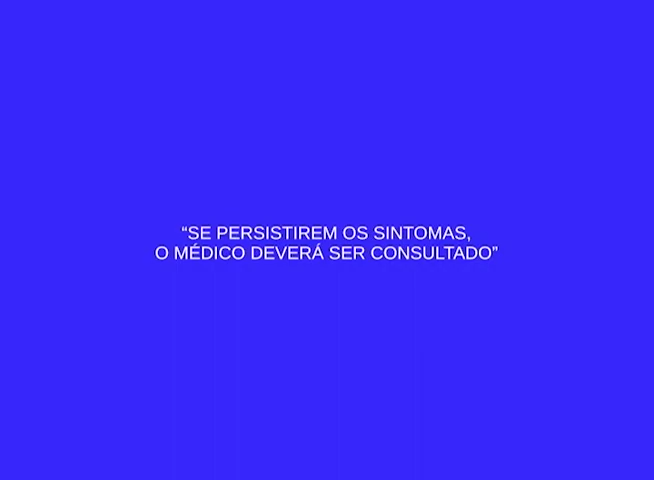 “SE PERSISTIREM OS SINTOMAS,
O MÉDICO DEVERÁ SER CONSULTADO”